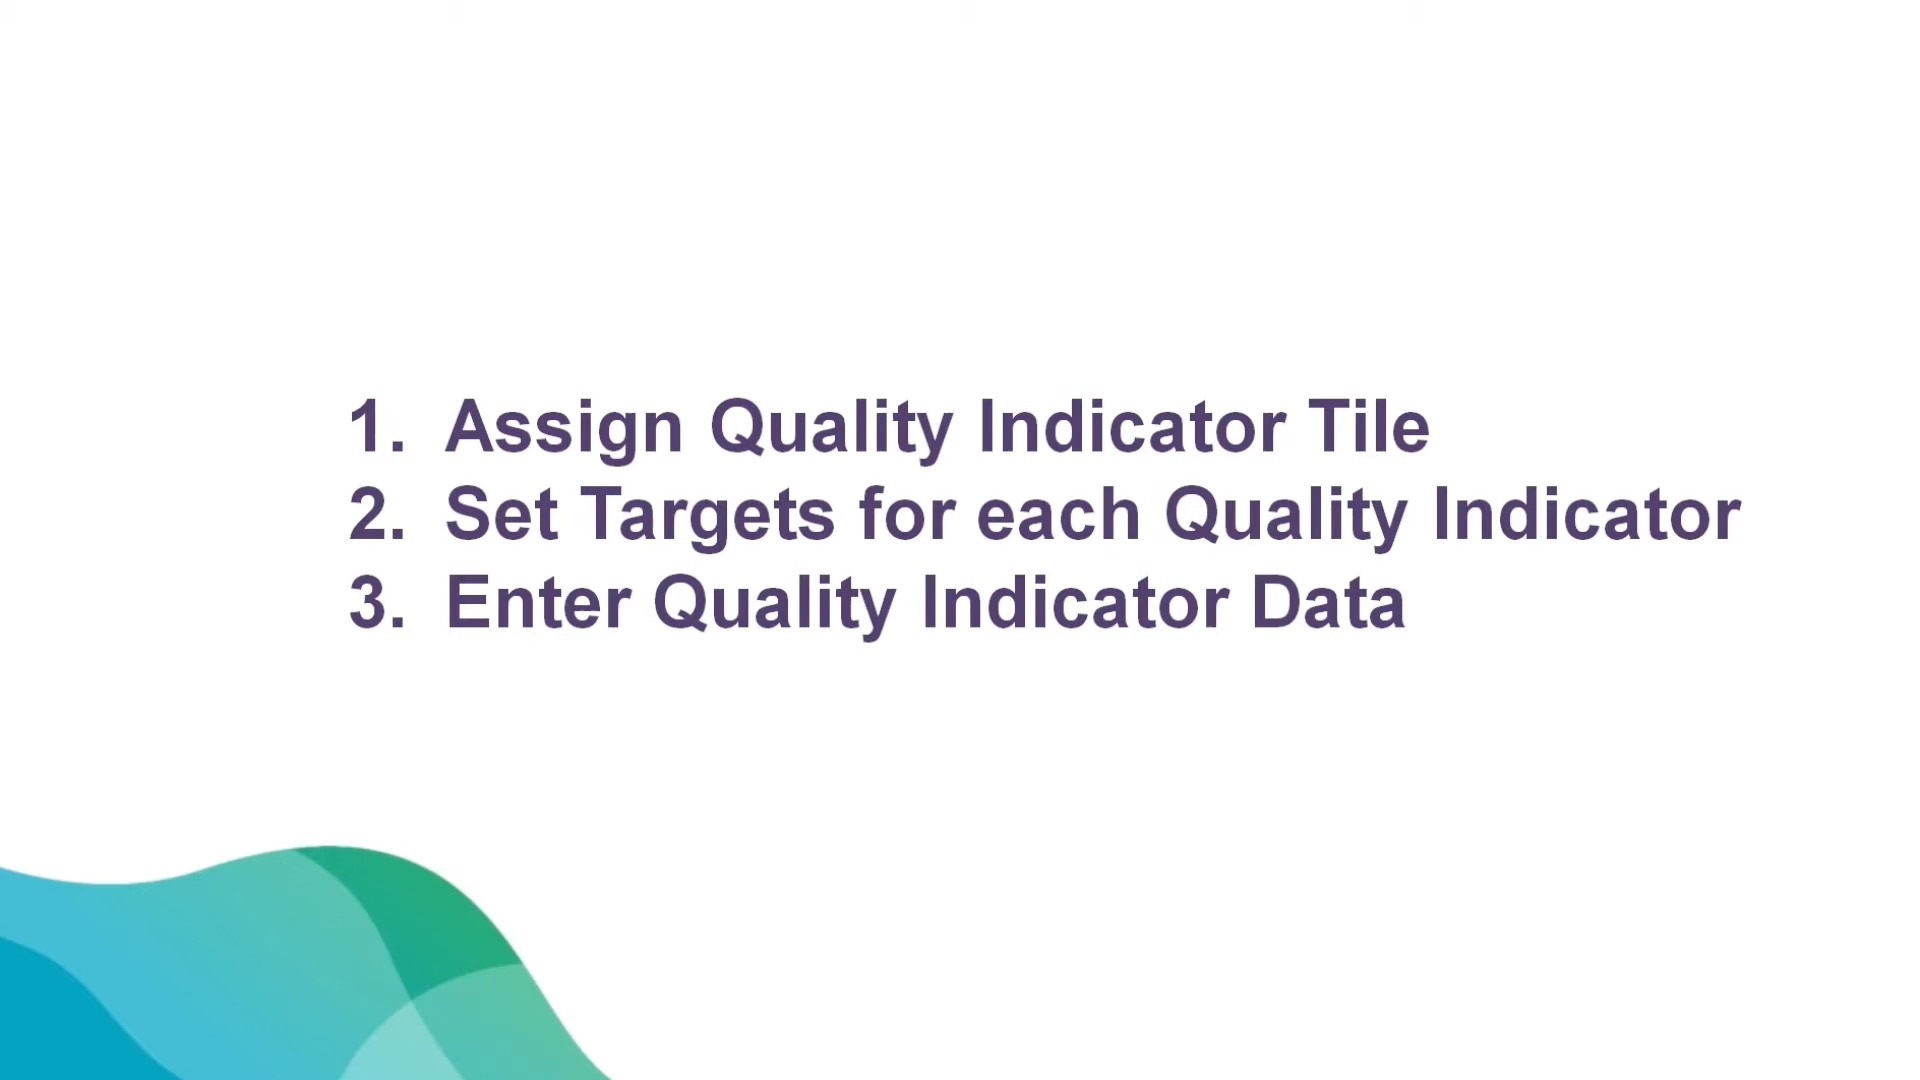 1. Assign Quality Indicator Tile
2. Set Targets for each Quality Indicator
3. Enter Quality Indicator Data